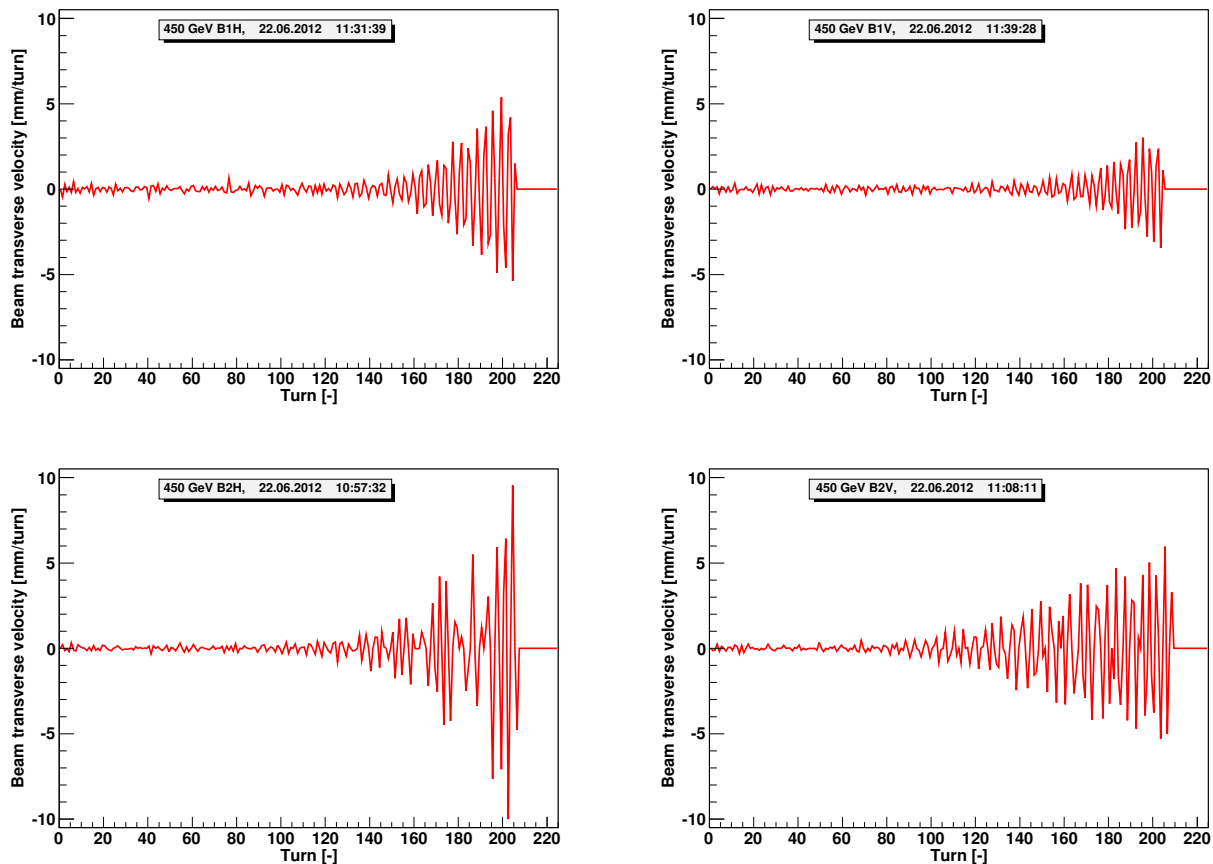 450 GeV B1H, 22.06.2012 11:31:39
Beam transverse velocity [mm/turn]
10
5
0
-5
-10
0 20 40 60 80 100 120 140 160 180 200 220
Turn [-]
450 GeV B1V, 22.06.2012 11:39:28
Beam transverse velocity [mm/turn]
10
5
0
-5
-10
0 20 40 60 80 100 120 140 160 180 200 220
Turn [-]
450 GeV B2H, 22.06.2012 10:57:32
Beam transverse velocity [mm/turn]
10
5
0
-5
-10
0 20 40 60 80 100 120 140 160 180 200 220
Turn [-]
450 GeV B2V, 22.06.2012 11:08:11
Beam transverse velocity [mm/turn]
10
5
0
-5
-10
0 20 40 60 80 100 120 140 160 180 200 220
Turn [-]